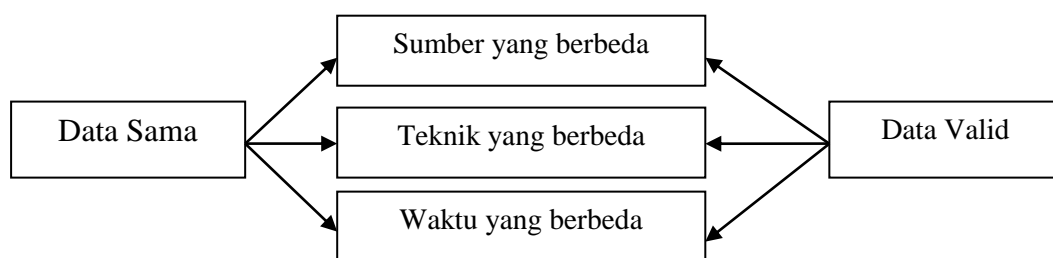 Sumber yang berbeda
Data Sama
Teknik yang berbeda
Data Valid
Waktu yang berbeda